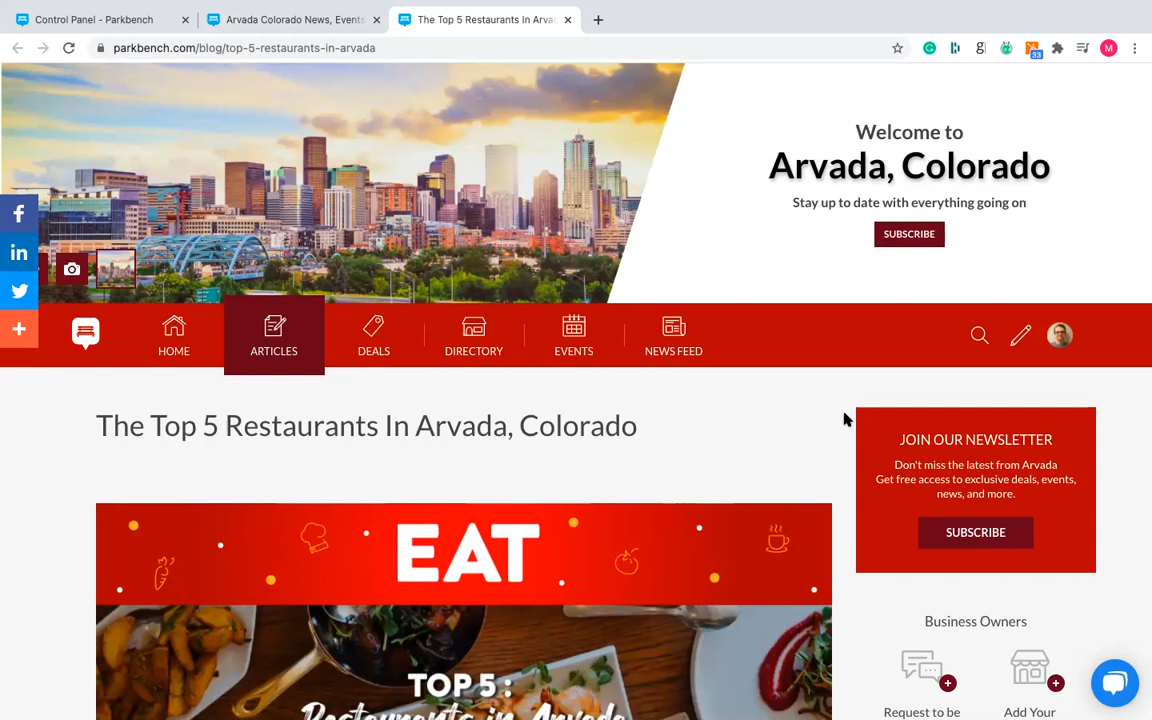 Control Panel - Parkbench
Arvada Colorado News, Events
The Top 5 Restaurants In Arvad
parkbench.com/blog/top-5-restaurants-in-arvada
33
M
Welcome to
Arvada, Colorado
Stay up to date with everything going on
SUBSCRIBE
HOME
ARTICLES
DEALS
DIRECTORY
EVENTS
NEWS FEED
The Top 5 Restaurants In Arvada, Colorado
JOIN OUR NEWSLETTER
Don't miss the latest from Arvada
Get free access to exclusive deals, events,
news, and more.
SUBSCRIBE
EAT
TOP 5 :
Restaurants in Arvada
Business Owners
Request to be
Add Your